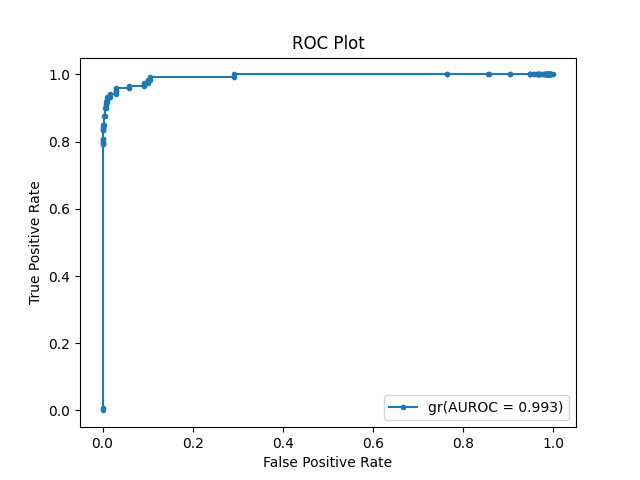 ROC Plot
True Positive Rate
1.0
0.8
0.6
0.4
0.2
0.0
gr(AUROC = 0.993)
0.0 0.2 0.4 0.6 0.8 1.0
False Positive Rate